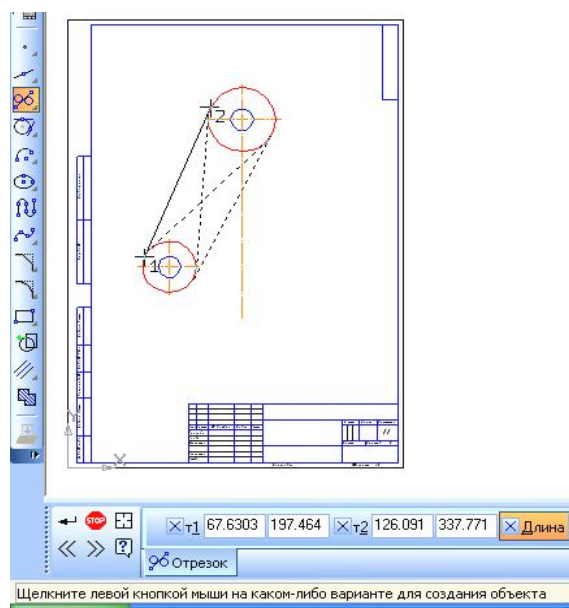 2
1
т1 67.6303 197.464 т2 126.091 337.771 Длина
STOP
Отрезок
Щелкните левой кнопкой мыши на каком-либо варианте для создания объекта